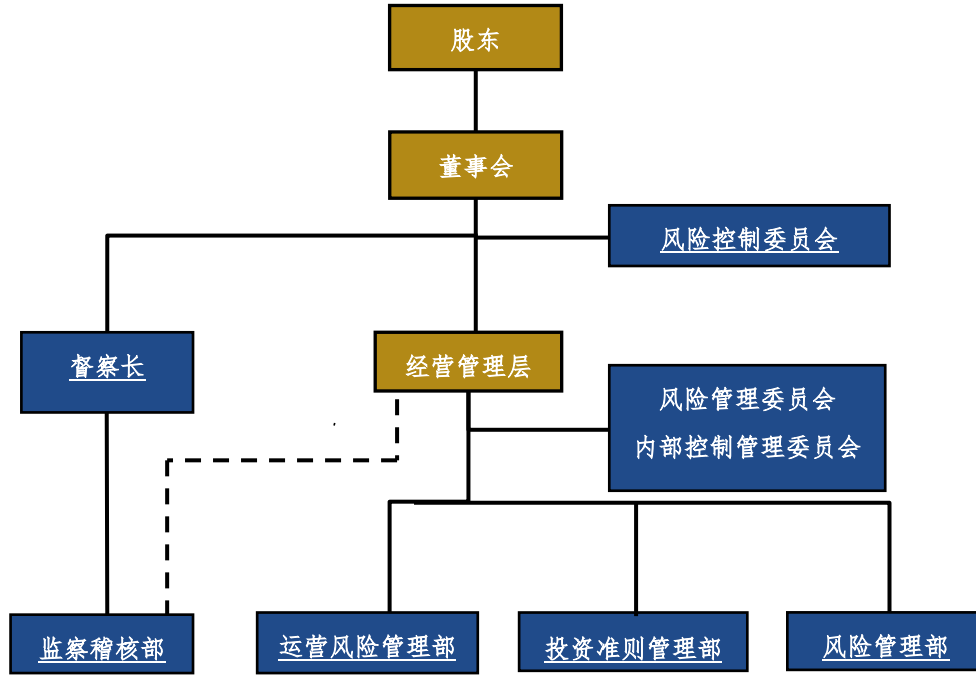 股东
董事会
风险控制委员会
督察长
经营管理层
风险管理委员会
内部控制管理委员会
监察稽核部
运营风险管理部
投资准则管理部
风险管理部